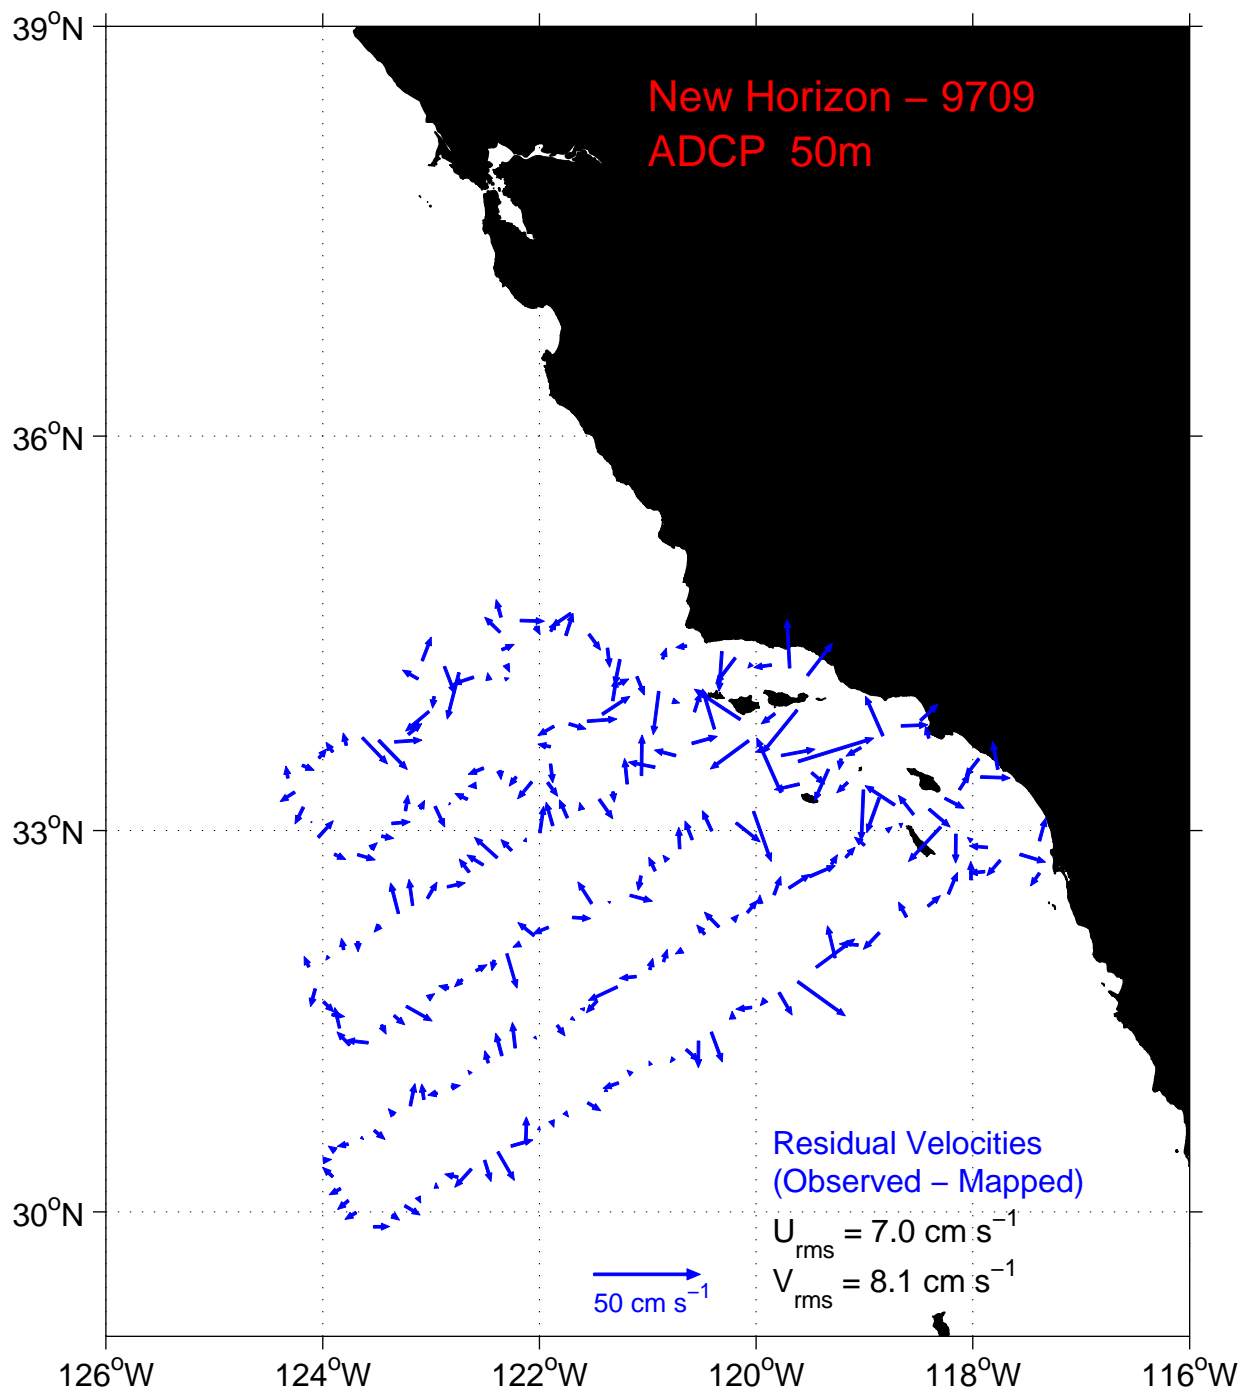 39°N
New Horizon – 9709
ADCP 50m
36°N
33°N
Residual Velocities
(Observed – Mapped)
30°N
U_rms = 7.0 cm s⁻¹
V_rms = 8.1 cm s⁻¹
50 cm s⁻¹
126°W 124°W 122°W 120°W 118°W 116°W